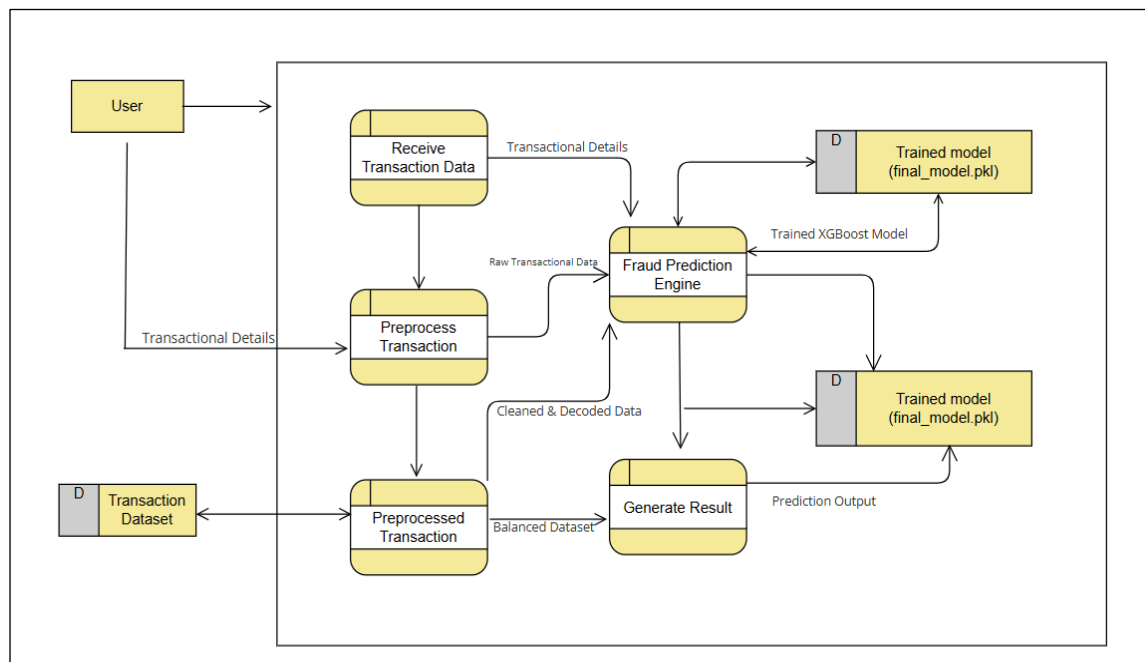 User
Receive
Transaction Data
Transactional Details
D
Trained model
(final_model.pkl)
Trained XGBoost Model
Raw Transactional Data
Fraud Prediction
Engine
Transactional Details
Preprocess
Transaction
D
Trained model
(final_model.pkl)
Cleaned & Decoded Data
D
Transaction
Dataset
Preprocessed
Transaction
Balanced Dataset
Generate Result
Prediction Output